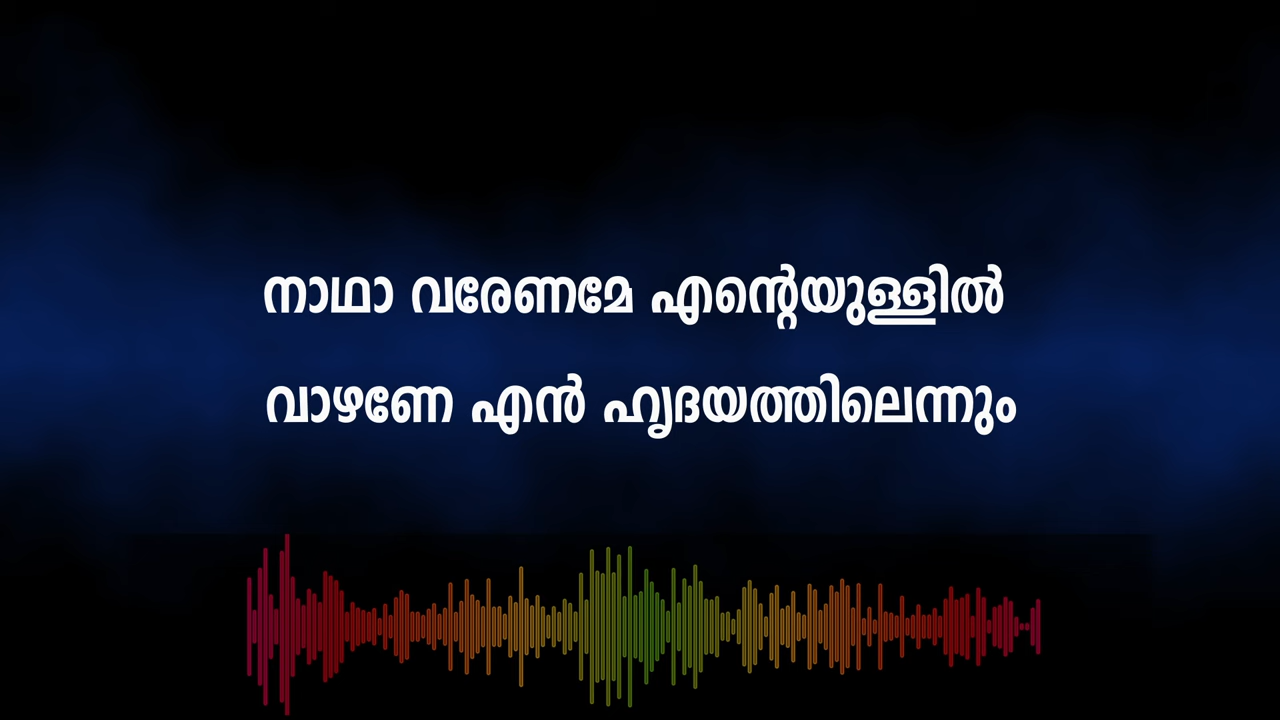 നാഥാ വരേണമേ എന്റെയുള്ളിൽ
വാഴണേ എൻ ഹൃദയത്തിലെന്നും